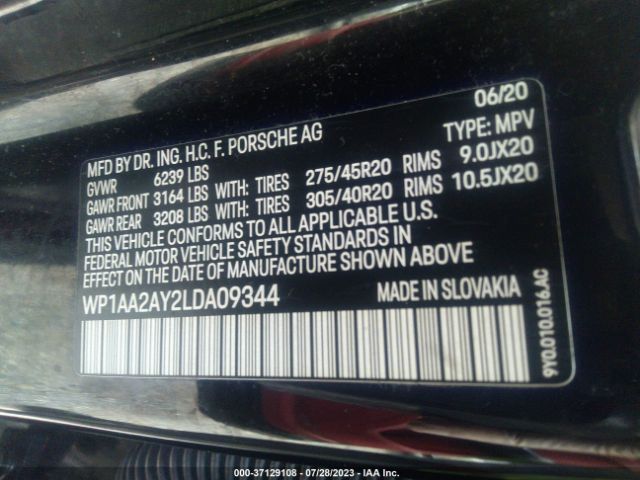 06/20
MFD BY DR. ING. H.C. F. PORSCHE AG TYPE: MPV
GVWR 6239 LBS
GAWR FRONT 3164 LBS WITH: TIRES 275/45R20 RIMS 9.0JX20
GAWR REAR 3208 LBS WITH: TIRES 305/40R20 RIMS 10.5JX20
THIS VEHICLE CONFORMS TO ALL APPLICABLE U.S.
FEDERAL MOTOR VEHICLE SAFETY STANDARDS IN
EFFECT ON THE DATE OF MANUFACTURE SHOWN ABOVE
WP1AA2AY2LDA09344 MADE IN SLOVAKIA
9Y0.010.016.AC
000-37129108 - 07/28/2023 - IAA Inc.